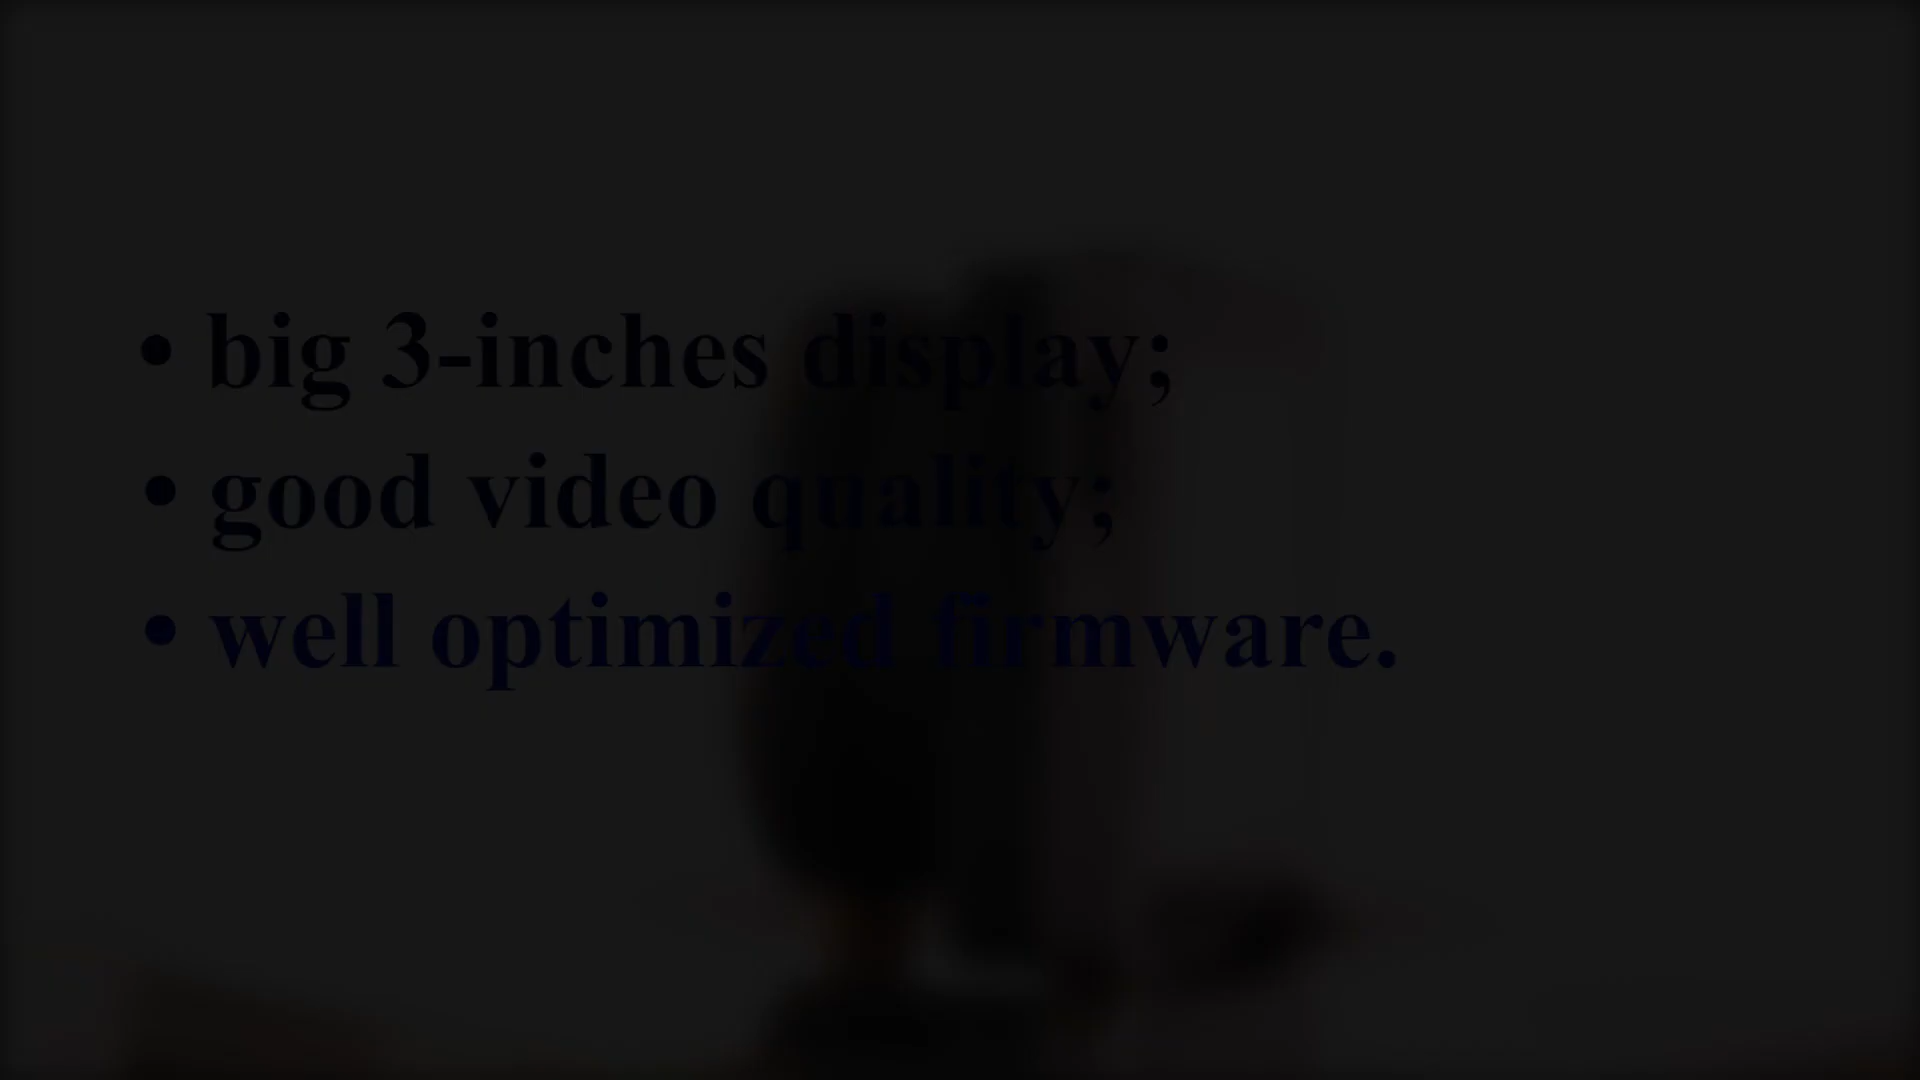 • big 3-inches display;
• good video quality;
• well optimized firmware.